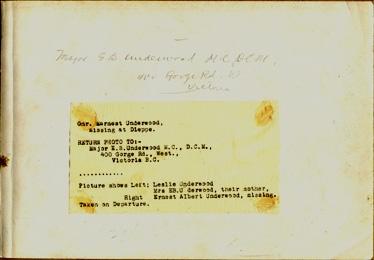 Major E.B. Underwood M.C., D.C.M.,
400 Gorge Rd. W
Victoria
Gnr. Earnest Underwood,
Missing at Dieppe.
RETURN PHOTO TO:-
Major E.B.Underwood M.C., D.C.M.,
400 Gorge Rd., West.,
Victoria B.C.
............
Picture shows Left: Leslie Underwood
Mrs EB.U derwood, their mother,
Right Ernest Albert Underwood, missing.
Taken on Departure.